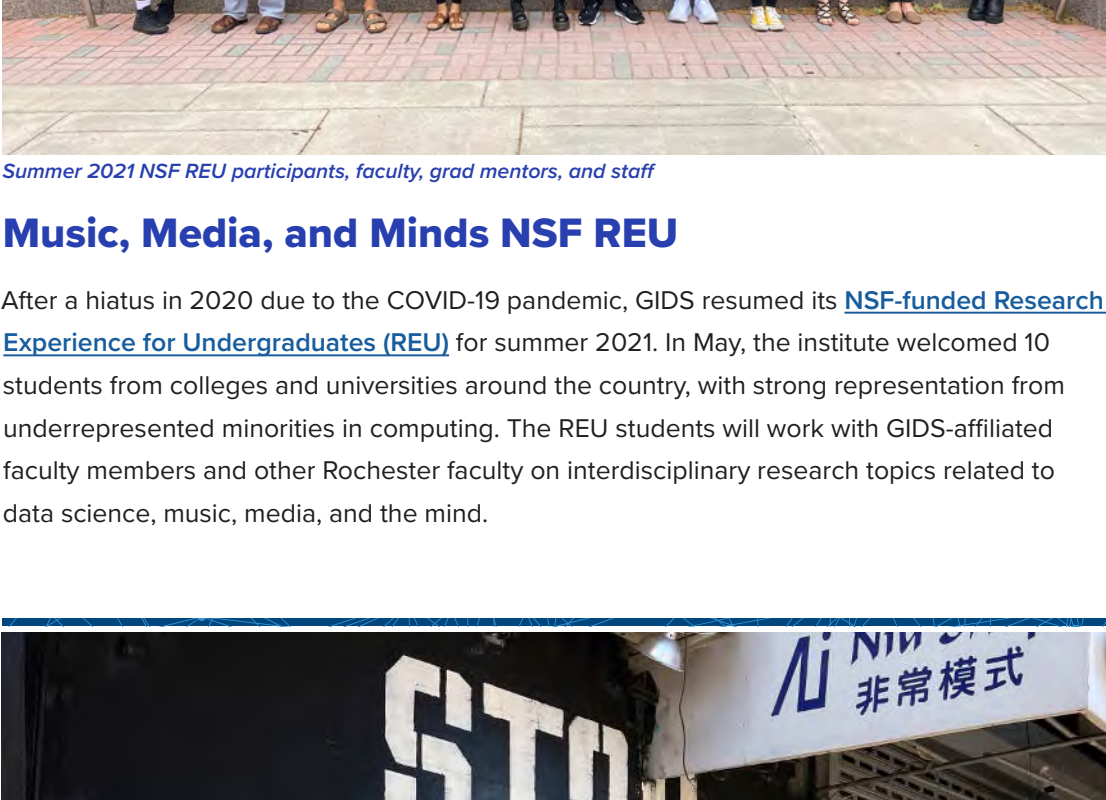 Summer 2021 NSF REU participants, faculty, grad mentors, and staff
Music, Media, and Minds NSF REU
After a hiatus in 2020 due to the COVID-19 pandemic, GIDS resumed its NSF-funded Research
Experience for Undergraduates (REU) for summer 2021. In May, the institute welcomed 10
students from colleges and universities around the country, with strong representation from
underrepresented minorities in computing. The REU students will work with GIDS-affiliated
faculty members and other Rochester faculty on interdisciplinary research topics related to
data science, music, media, and the mind.
非常模式